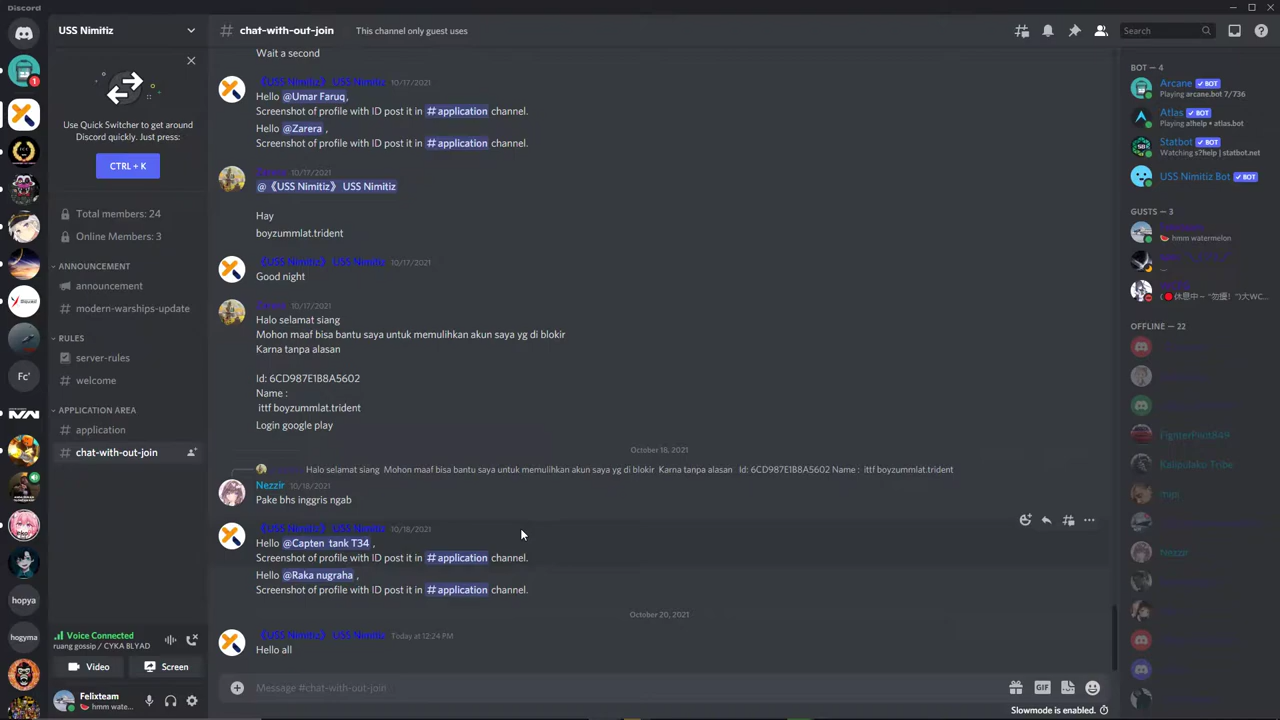 Discord
USS Nimitiz
chat-with-out-join
This channel only guest uses
Search
1
Use Quick Switcher to get around
Discord quickly. Just press:
CTRL + K
Total members: 24
Online Members: 3
ANNOUNCEMENT
announcement
modern-warships-update
RULES
server-rules
welcome
APPLICATION AREA
application
chat-with-out-join
Fc'
hopya
hogyma
Voice Connected
ruang gossip / CYKA BLYAD
Video
Screen
Felixteam
🍉 hmm wate...
Wait a second
《USS Nimitiz》 USS Nimitiz 10/17/2021
Hello @Umar Faruq,
Screenshot of profile with ID post it in #application channel.
Hello @Zarera ,
Screenshot of profile with ID post it in #application channel.
10/17/2021
@《USS Nimitiz》 USS Nimitiz
Hay
boyzummlat.trident
《USS Nimitiz》 USS Nimitiz 10/17/2021
Good night
10/17/2021
Halo selamat siang
Mohon maaf bisa bantu saya untuk memulihkan akun saya yg di blokir
Karna tanpa alasan
Id: 6CD987E1B8A5602
Name :
ittf boyzummlat.trident
Login google play
October 18, 2021
Halo selamat siang Mohon maaf bisa bantu saya untuk memulihkan akun saya yg di blokir Karna tanpa alasan Id: 6CD987E1B8A5602 Name : ittf boyzummlat.trident
Nezzir 10/18/2021
Pake bhs inggris ngab
《USS Nimitiz》 USS Nimitiz 10/18/2021
Hello @Capten tank T34 ,
Screenshot of profile with ID post it in #application channel.
Hello @Raka nugraha ,
Screenshot of profile with ID post it in #application channel.
October 20, 2021
《USS Nimitiz》 USS Nimitiz Today at 12:24 PM
Hello all
Message #chat-with-out-join
GIF
Slowmode is enabled.
BOT — 4
Arcane BOT
Playing arcane.bot 7/736
Atlas BOT
Playing a!help • atlas.bot
Statbot BOT
Watching s?help | statbot.net
USS Nimitiz Bot BOT
GUSTS — 3
🍉 hmm watermelon
OFFLINE — 22
FighterPilot849
Kalipulako Tribe
mipi
Nezzir